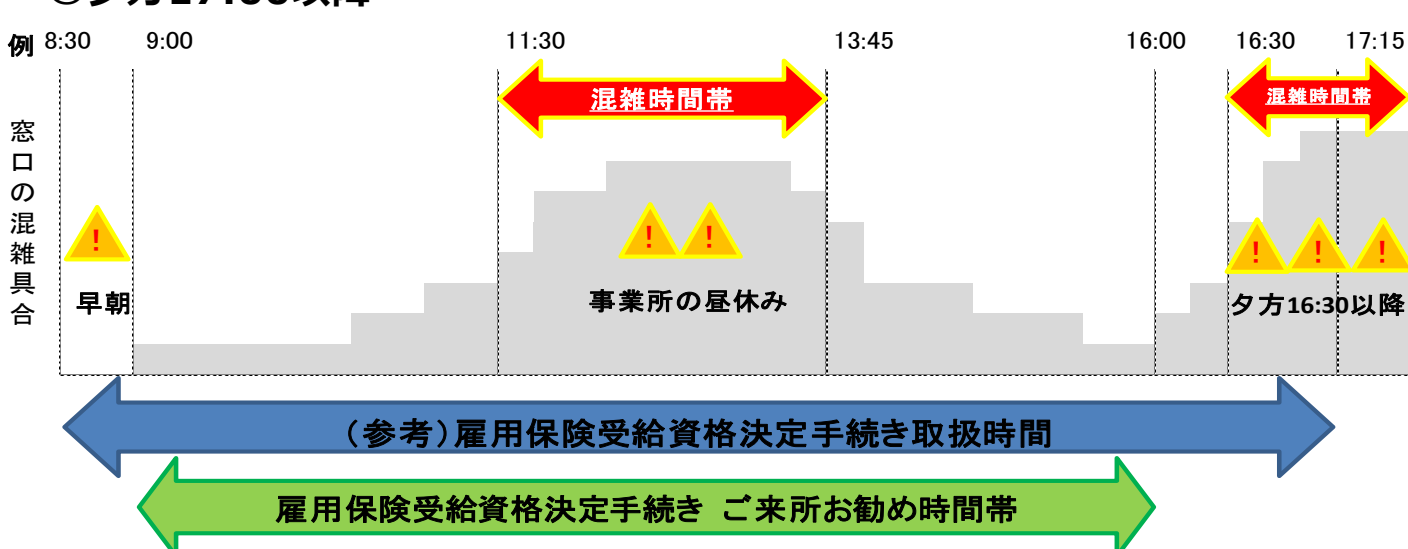 例 8:30 9:00 11:30 13:45 16:00 16:30 17:15
混雑時間帯 混雑時間帯
窓口の混雑具合
! ! ! ! ! !
早朝 事業所の昼休み 夕方16:30以降
（参考）雇用保険受給資格決定手続き取扱時間
雇用保険受給資格決定手続き ご来所お勧め時間帯